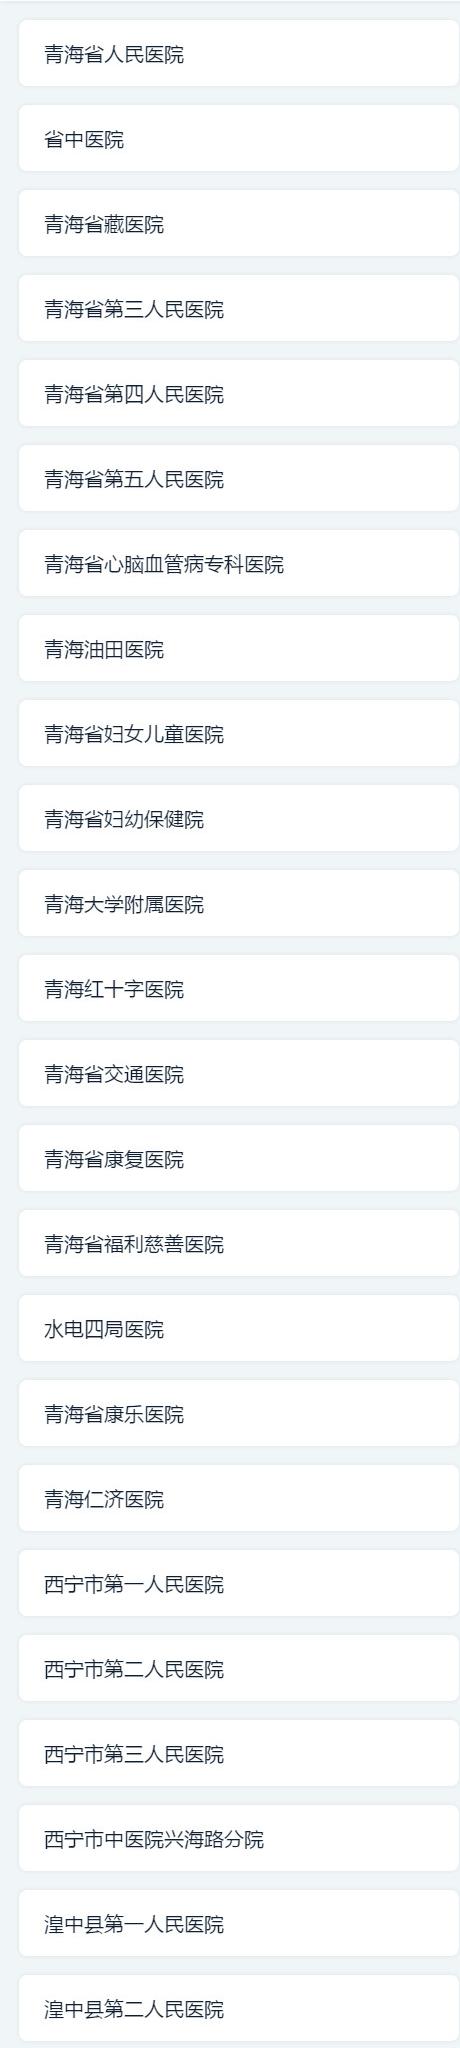 青海省人民医院
省中医院
青海省藏医院
青海省第三人民医院
青海省第四人民医院
青海省第五人民医院
青海省心脑血管病专科医院
青海油田医院
青海省妇女儿童医院
青海省妇幼保健院
青海大学附属医院
青海红十字医院
青海省交通医院
青海省康复医院
青海省福利慈善医院
水电四局医院
青海省康乐医院
青海仁济医院
西宁市第一人民医院
西宁市第二人民医院
西宁市第三人民医院
西宁市中医院兴海路分院
湟中县第一人民医院
湟中县第二人民医院